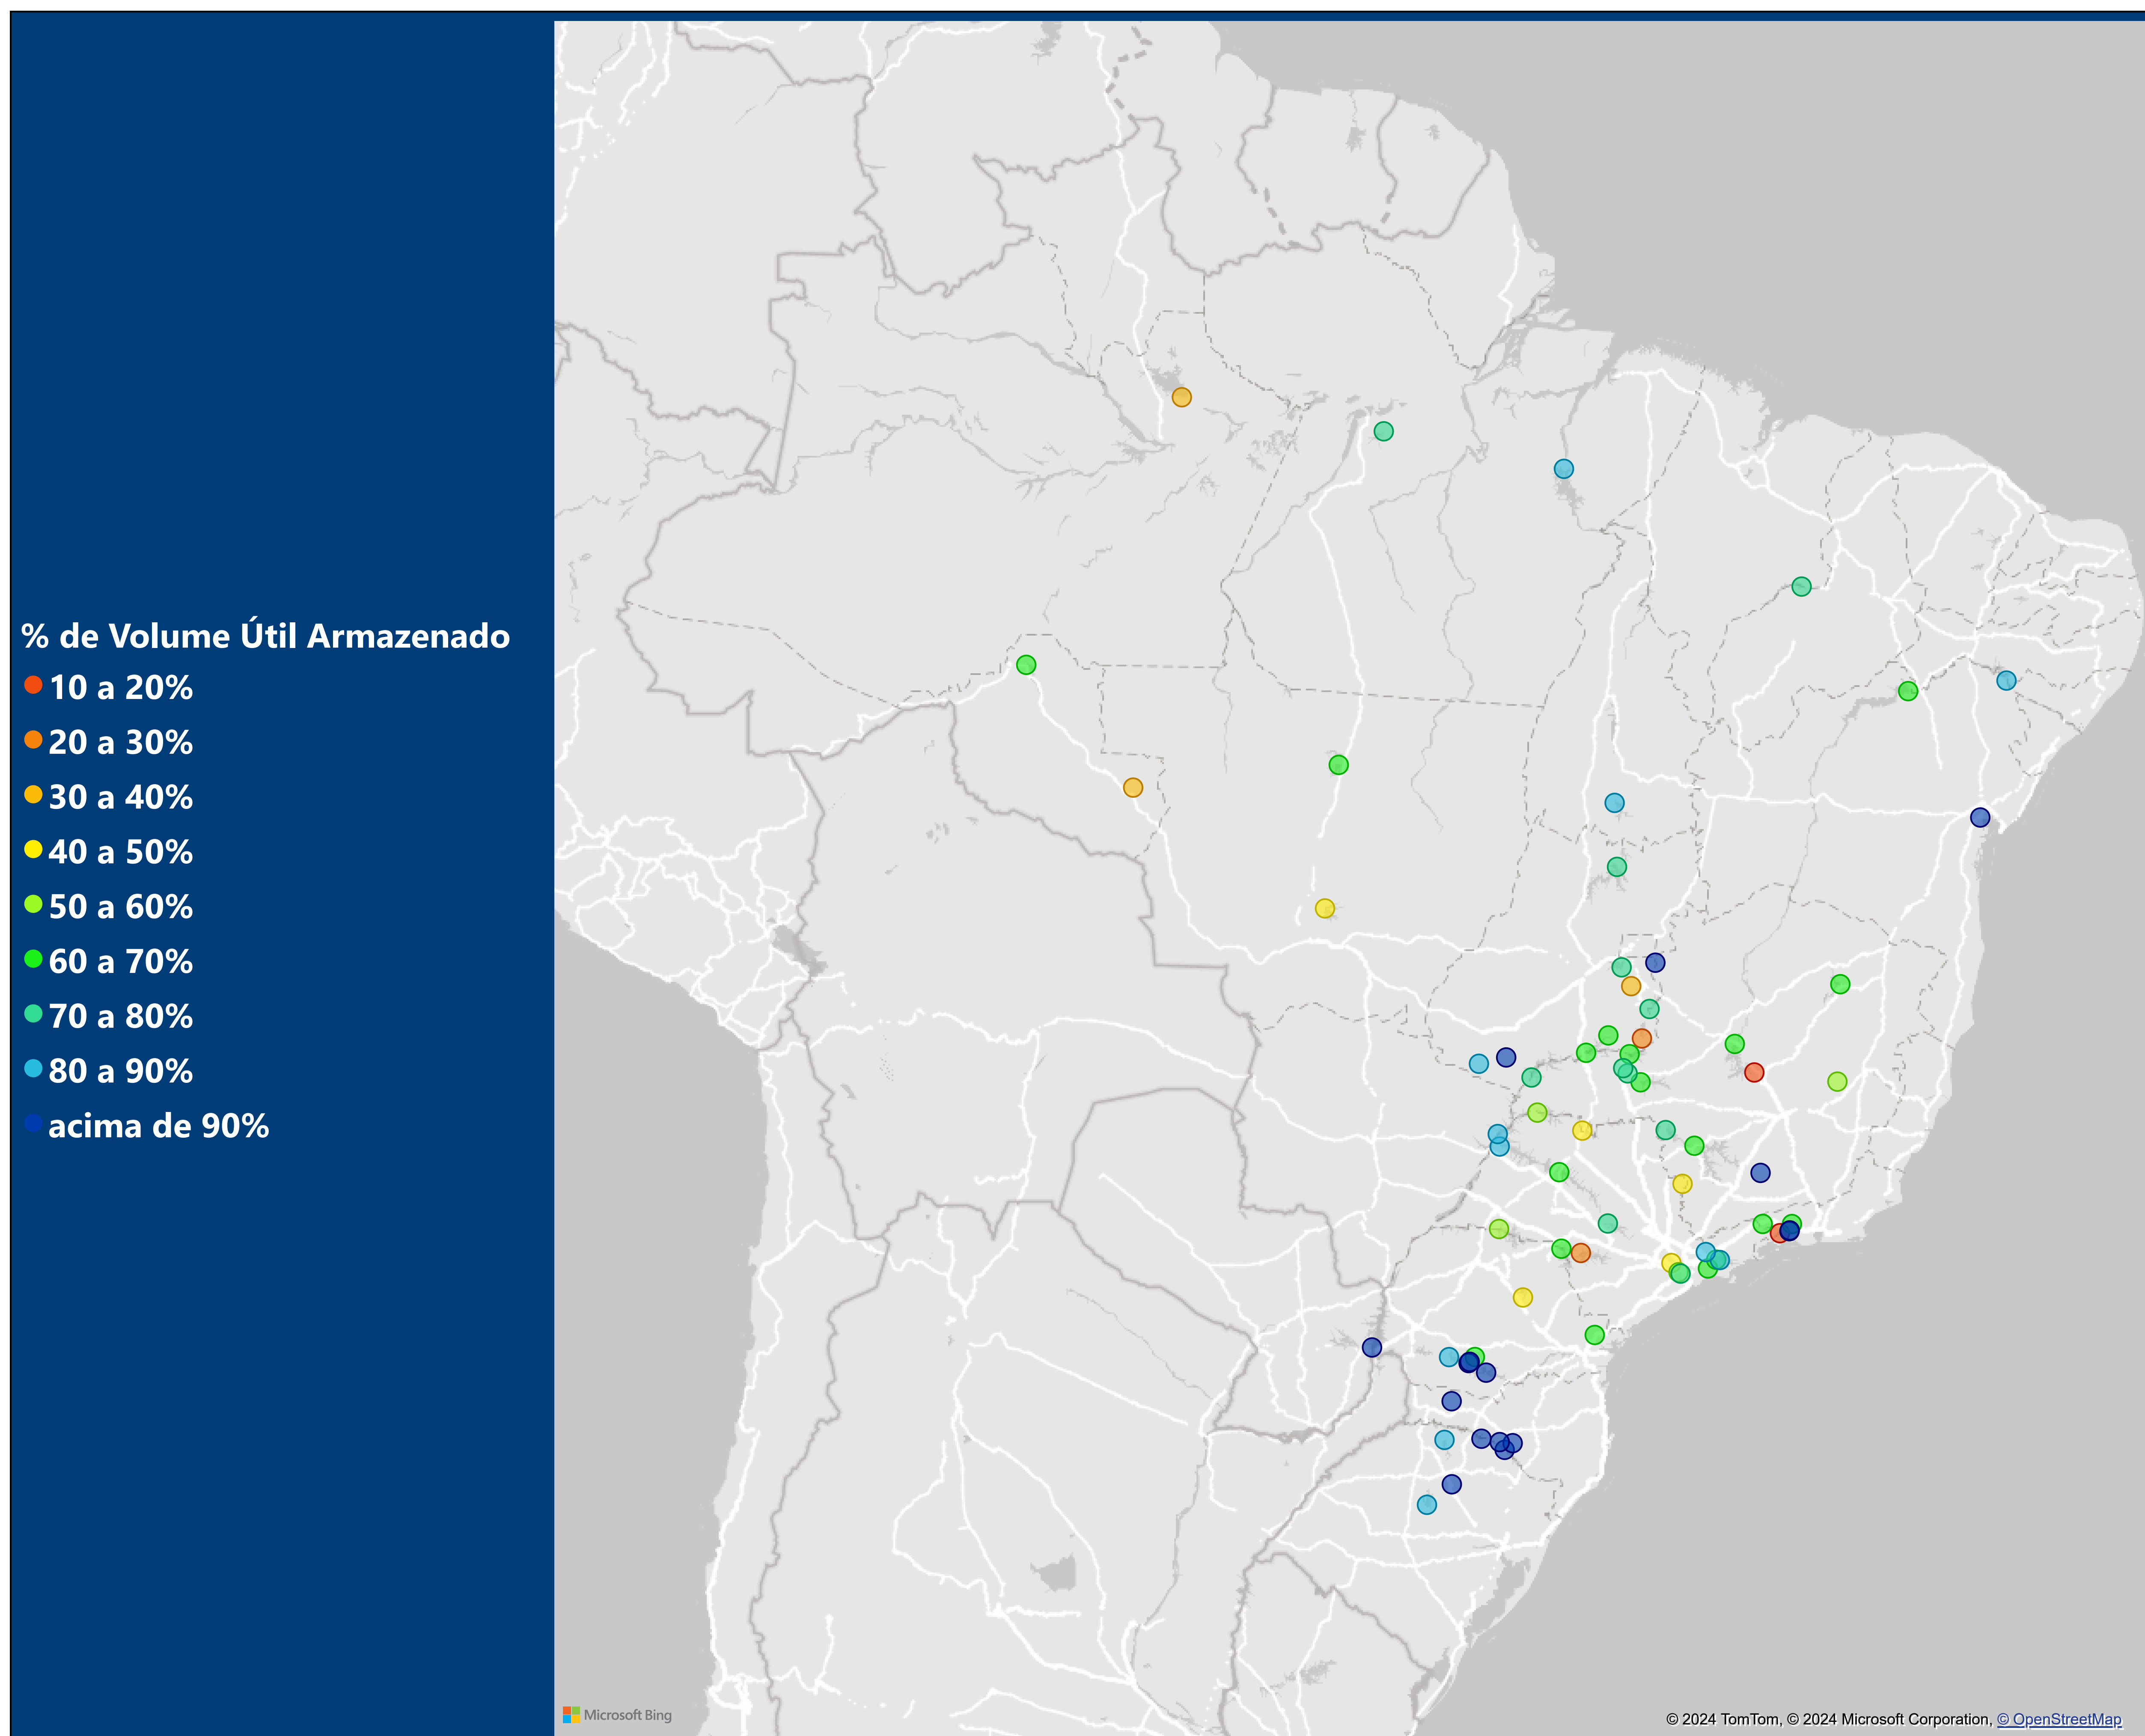 % de Volume Útil Armazenado
10 a 20%
20 a 30%
30 a 40%
40 a 50%
50 a 60%
60 a 70%
70 a 80%
80 a 90%
acima de 90%
Microsoft Bing
© 2024 TomTom, © 2024 Microsoft Corporation, © OpenStreetMap